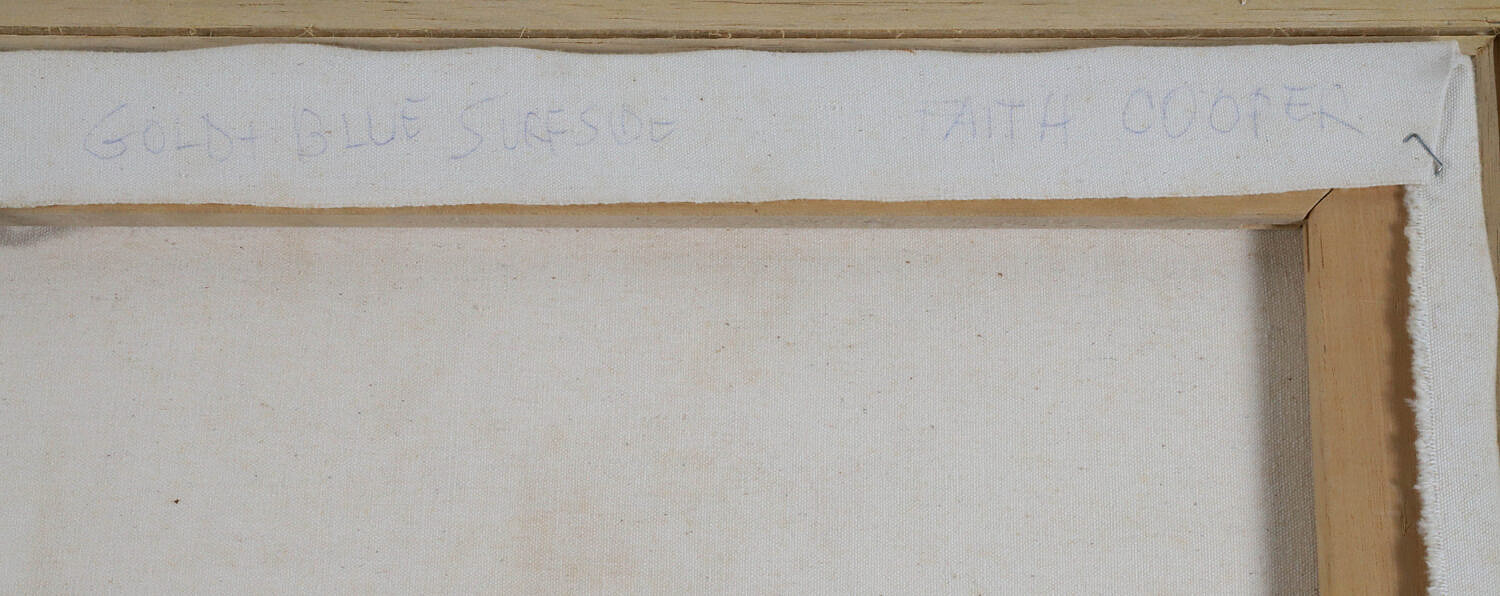 GOLD + BLUE SURFSIDE FAITH COOPER